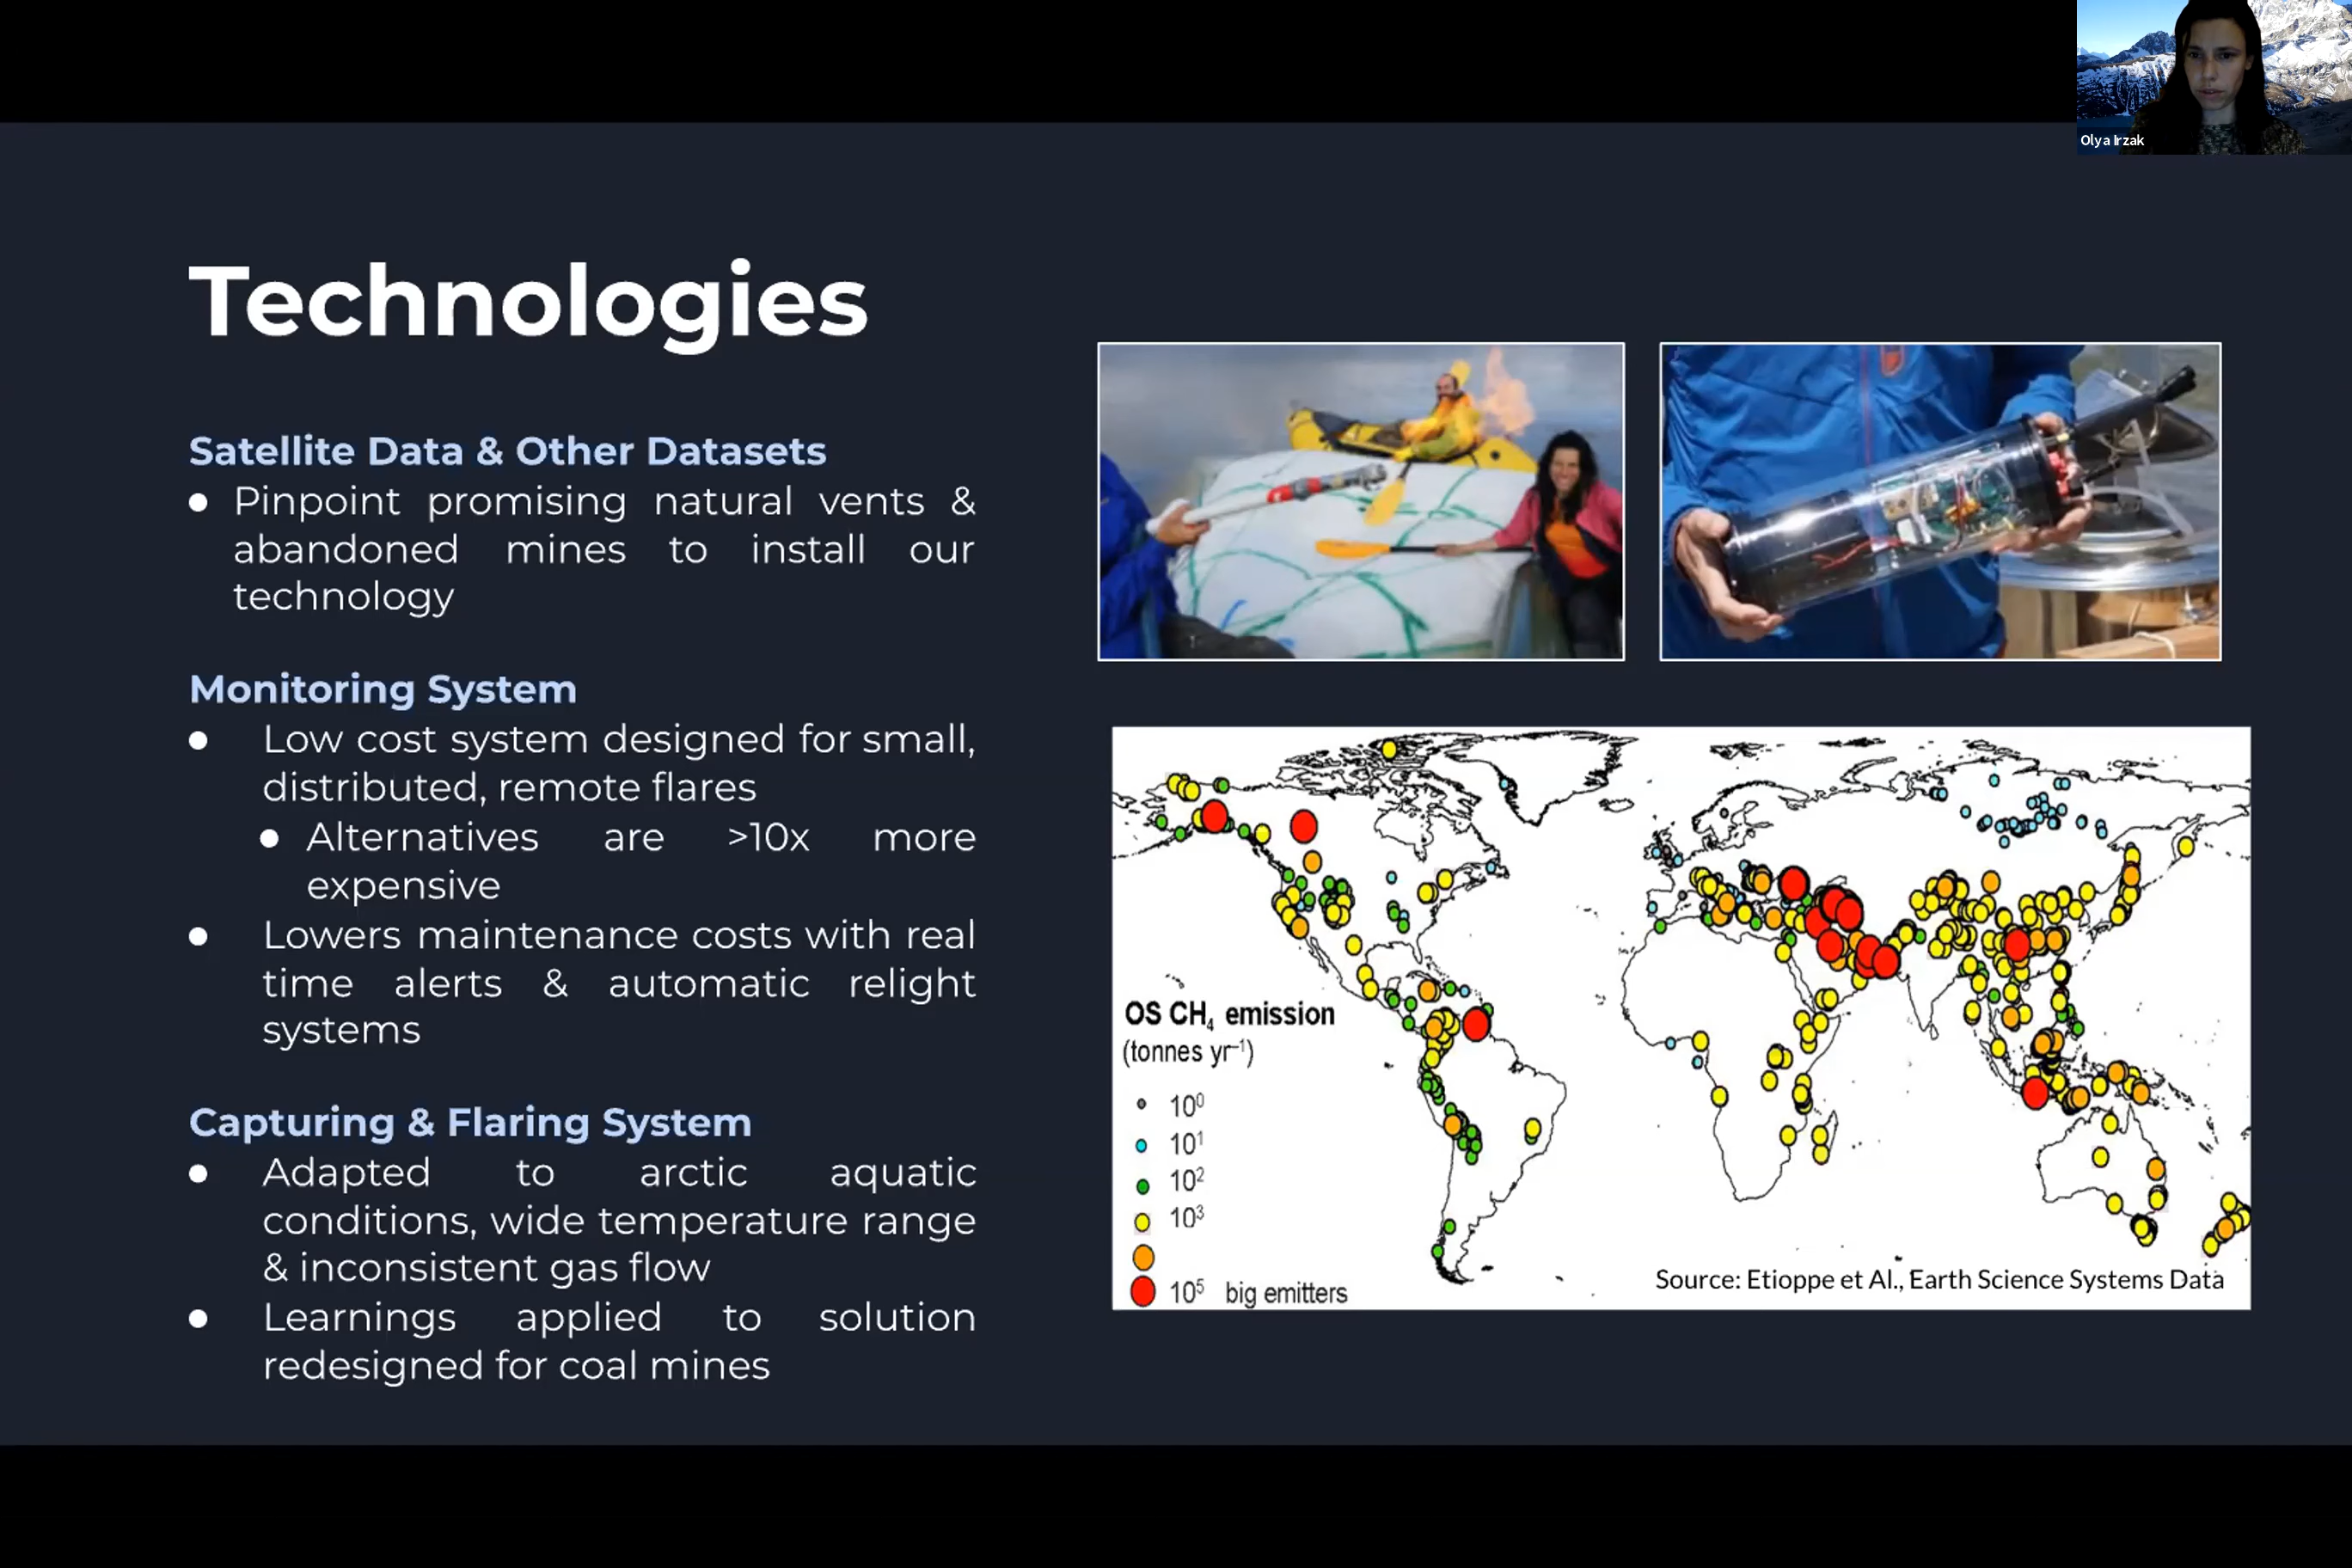 Olya Irzak
Technologies
Satellite Data & Other Datasets
● Pinpoint promising natural vents &
abandoned mines to install our
technology
Monitoring System
● Low cost system designed for small,
distributed, remote flares
● Alternatives are >10x more
expensive
● Lowers maintenance costs with real
time alerts & automatic relight
systems
Capturing & Flaring System
● Adapted to arctic aquatic
conditions, wide temperature range
& inconsistent gas flow
● Learnings applied to solution
redesigned for coal mines
OS CH₄ emission
(tonnes yr⁻¹)
10⁰
10¹
10²
10³
10⁵ big emitters
Source: Etioppe et Al., Earth Science Systems Data